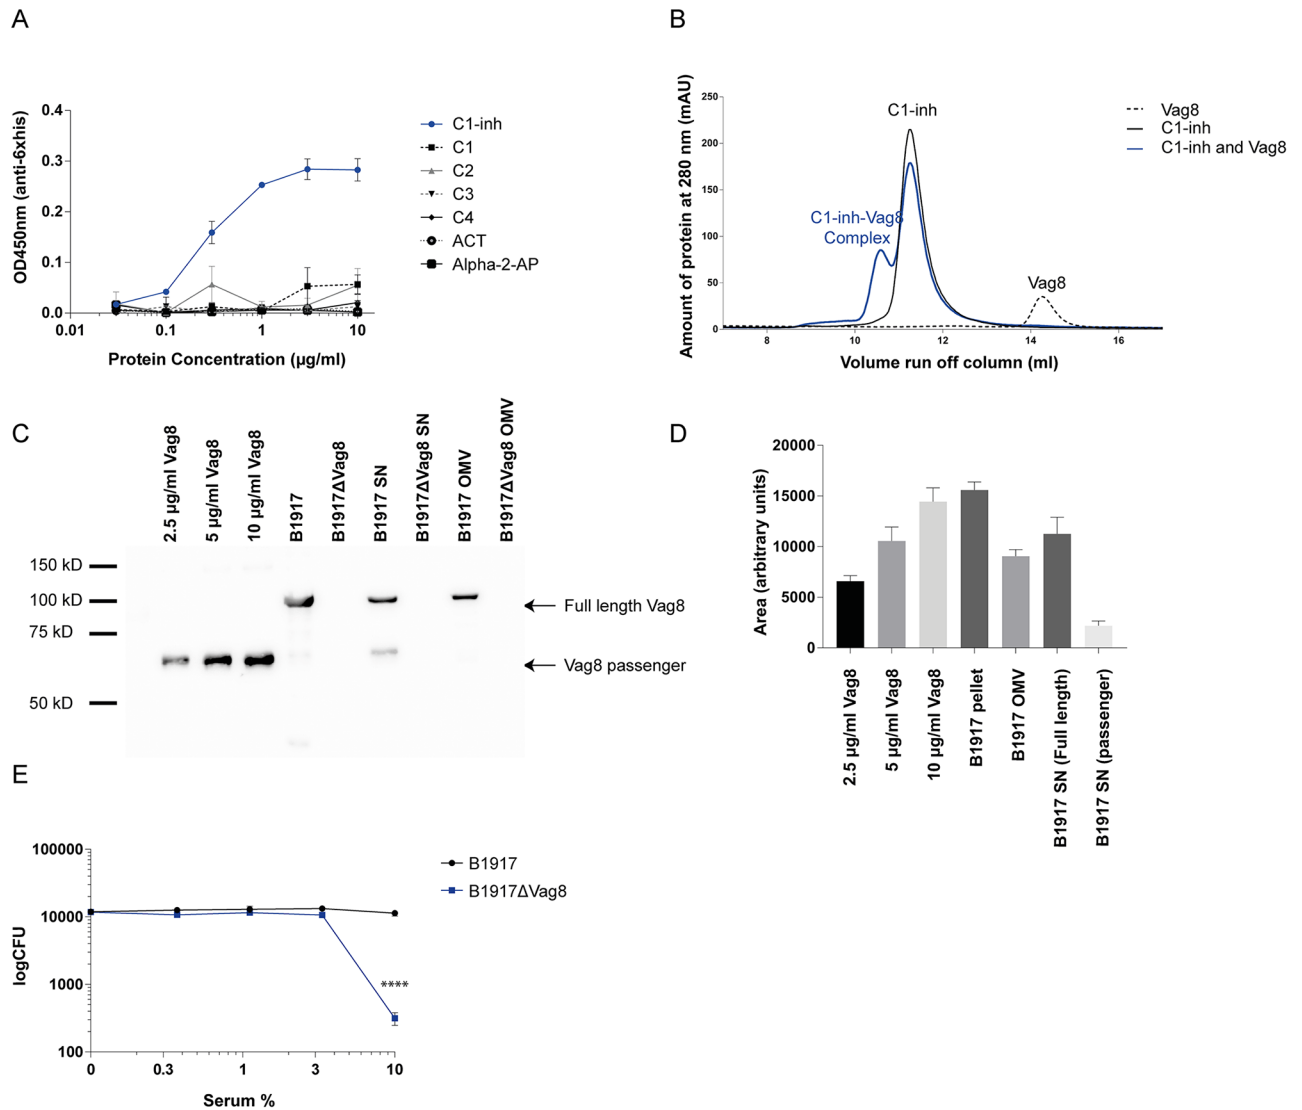 A
OD450nm (anti-6xhis)
0.4
0.3
0.2
0.1
0.0
0.01
0.1
1
10
Protein Concentration (µg/ml)
C1-inh
C1
C2
C3
C4
ACT
Alpha-2-AP
B
Amount of protein at 280 nm (mAU)
250
200
150
100
50
0
8
10
12
14
16
Volume run off column (ml)
C1-inh
C1-inh-Vag8
Complex
Vag8
Vag8
C1-inh
C1-inh and Vag8
C
2.5 µg/ml Vag8
5 µg/ml Vag8
10 µg/ml Vag8
B1917
B1917ΔVag8
B1917 SN
B1917ΔVag8 SN
B1917 OMV
B1917ΔVag8 OMV
150 kD
100 kD
75 kD
50 kD
Full length Vag8
Vag8 passenger
D
Area (arbitrary units)
20000
15000
10000
5000
0
2.5 µg/ml Vag8
5 µg/ml Vag8
10 µg/ml Vag8
B1917 pellet
B1917 OMV
B1917 SN (Full length)
B1917 SN (passenger)
E
logCFU
100000
10000
1000
100
0
0.3
1
3
10
Serum %
****
B1917
B1917ΔVag8